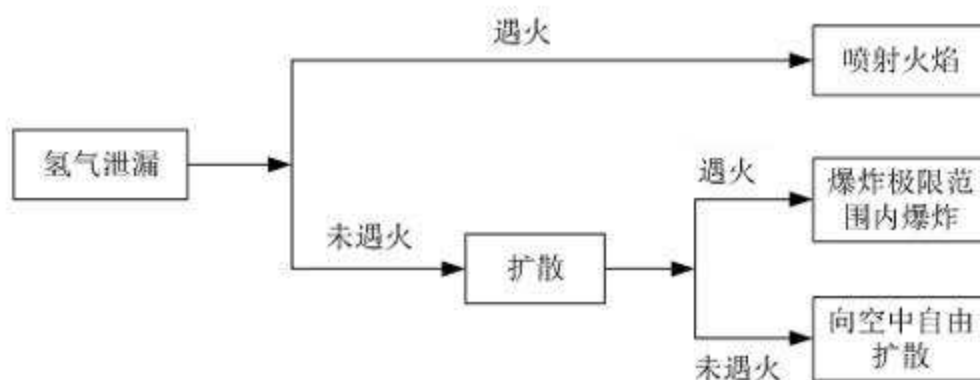 遇火
喷射火焰
氢气泄漏
未遇火
扩散
遇火
爆炸极限范
围内爆炸
未遇火
向空中自由
扩散